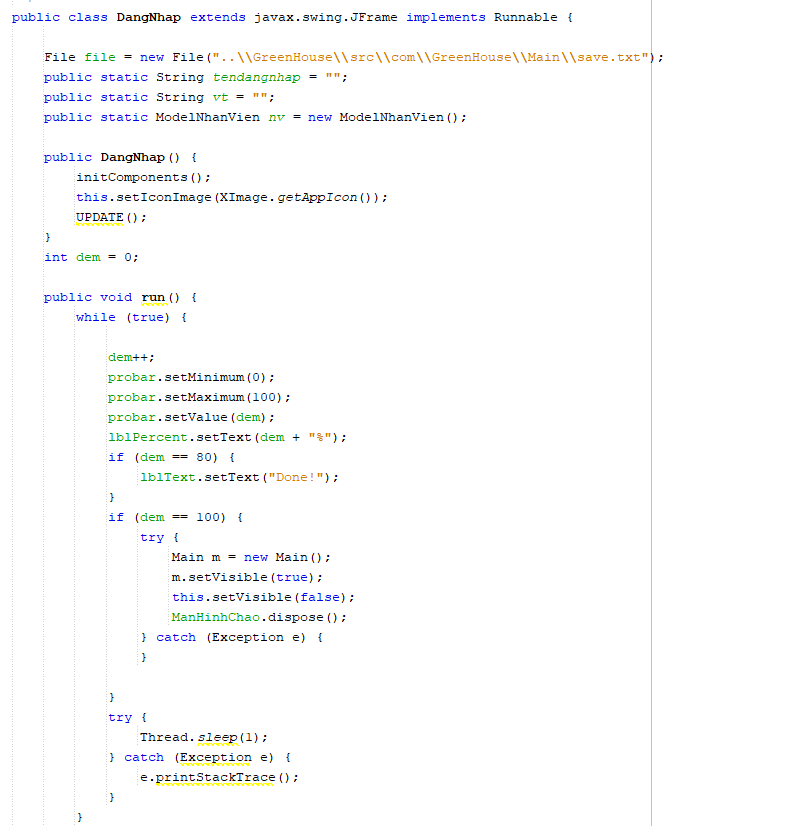 public class DangNhap extends javax.swing.JFrame implements Runnable {
File file = new File("..\\GreenHouse\\src\\com\\GreenHouse\\Main\\save.txt");
public static String tendangnhap = "";
public static String vt = "";
public static ModelNhanVien nv = new ModelNhanVien();
public DangNhap() {
initComponents();
this.setIconImage(XImage.getAppIcon());
UPDATE();
}
int dem = 0;
public void run() {
while (true) {
dem++;
probar.setMinimum(0);
probar.setMaximum(100);
probar.setValue(dem);
lblPercent.setText(dem + "%");
if (dem == 80) {
lblText.setText("Done!");
}
if (dem == 100) {
try {
Main m = new Main();
m.setVisible(true);
this.setVisible(false);
ManHinhChao.dispose();
} catch (Exception e) {
}
}
try {
Thread.sleep(1);
} catch (Exception e) {
e.printStackTrace();
}
}